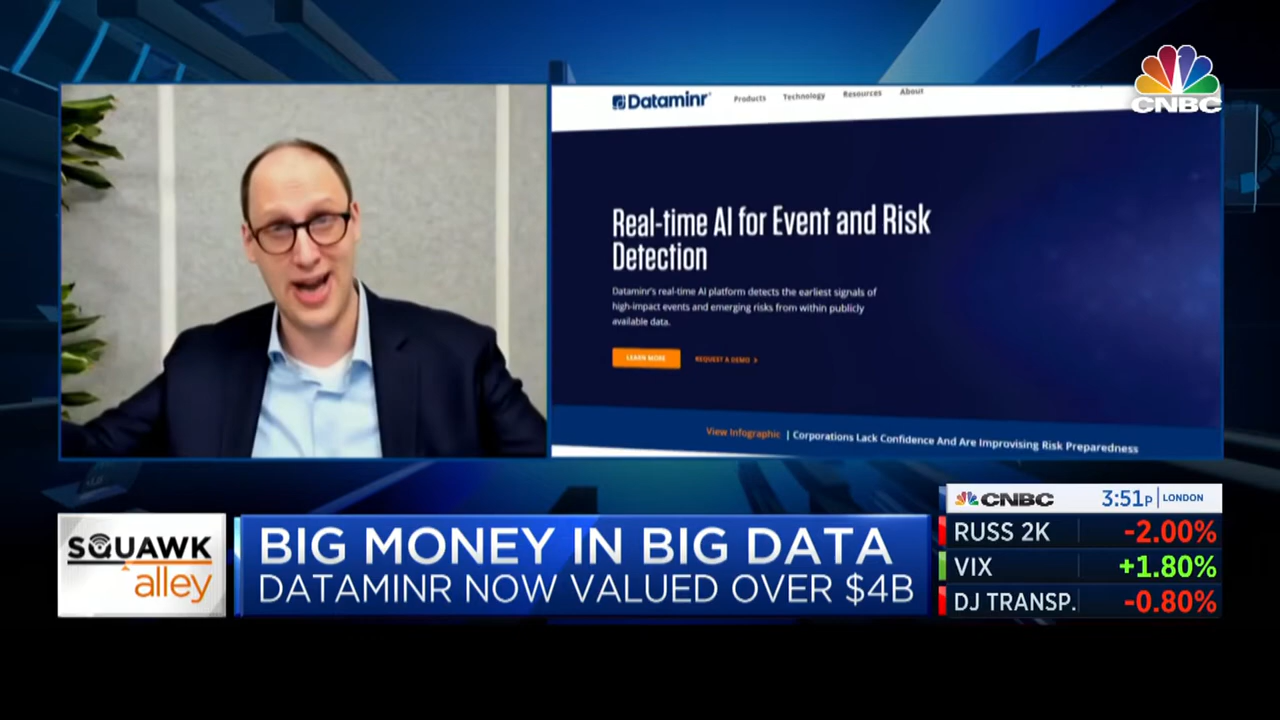 CNBC
Dataminr
Products Technology Resources About
Real-time AI for Event and Risk
Detection
Dataminr's real-time AI platform detects the earliest signals of
high-impact events and emerging risks from within publicly
available data.
LEARN MORE REQUEST A DEMO >
View Infographic | Corporations Lack Confidence And Are Improvising Risk Preparedness
SQUAWK
alley
BIG MONEY IN BIG DATA
DATAMINR NOW VALUED OVER $4B
CNBC 3:51P LONDON
RUSS 2K -2.00%
VIX +1.80%
DJ TRANSP. -0.80%